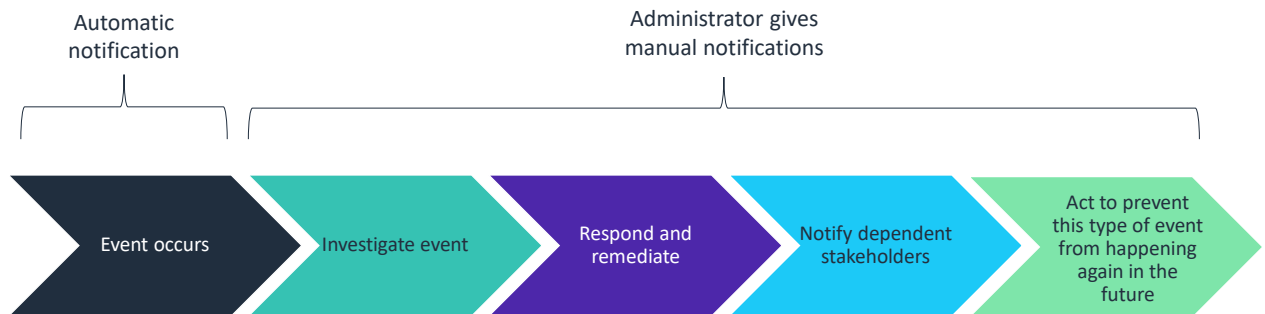 Automatic
notification
Administrator gives
manual notifications
Event occurs
Investigate event
Respond and
remediate
Notify dependent
stakeholders
Act to prevent
this type of event
from happening
again in the
future